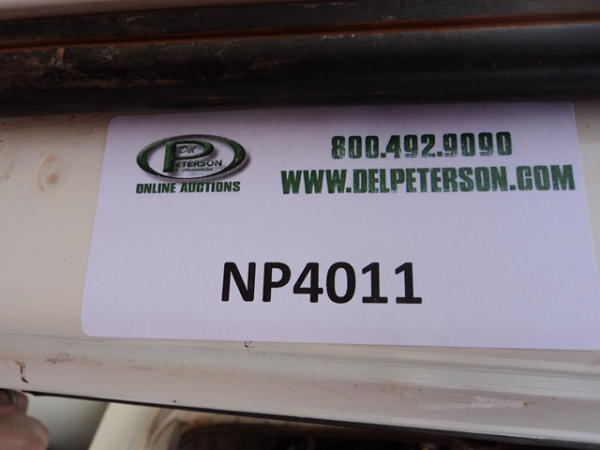 Del
PETERSON
ONLINE AUCTIONS
800.492.9090
WWW.DELPETERSON.COM
NP4011